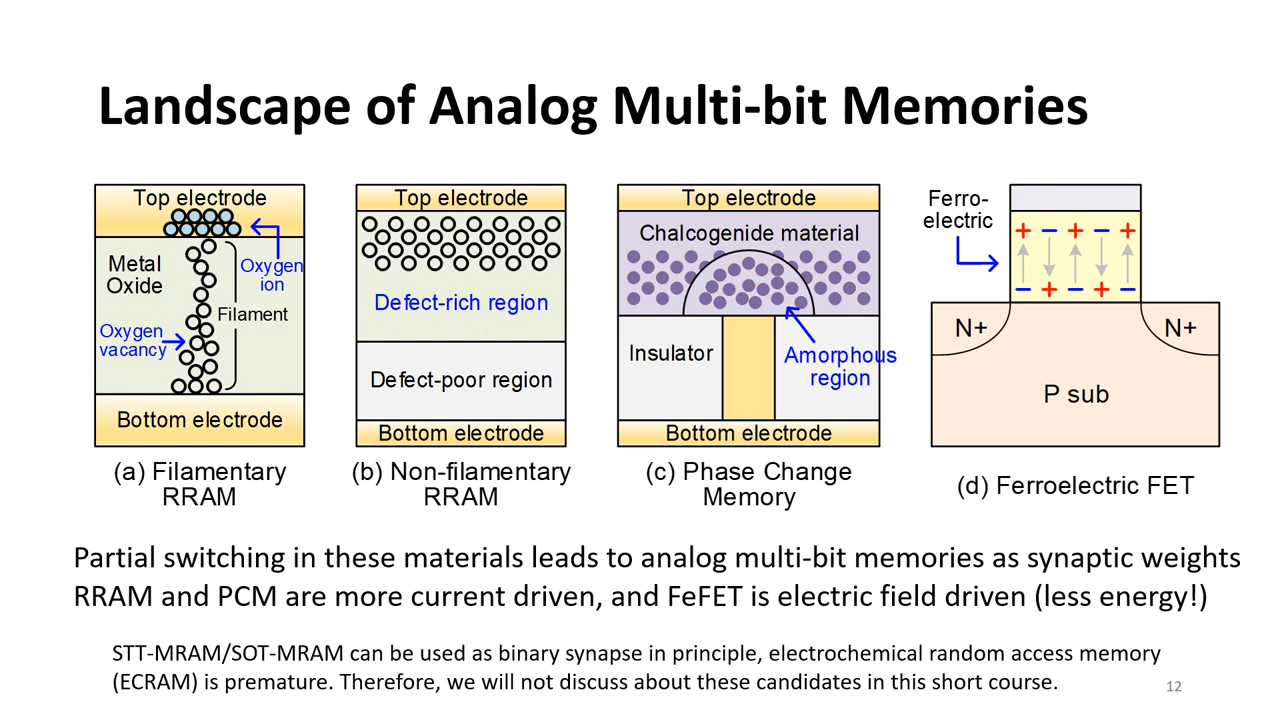 Landscape of Analog Multi-bit Memories
Top electrode
Metal
Oxide
Oxygen
ion
Filament
Oxygen
vacancy
Bottom electrode
(a) Filamentary
RRAM
Top electrode
Defect-rich region
Defect-poor region
Bottom electrode
(b) Non-filamentary
RRAM
Top electrode
Chalcogenide material
Insulator
Amorphous
region
Bottom electrode
(c) Phase Change
Memory
Ferro-
electric
+ − + − +
− + − + −
N+
N+
P sub
(d) Ferroelectric FET
Partial switching in these materials leads to analog multi-bit memories as synaptic weights
RRAM and PCM are more current driven, and FeFET is electric field driven (less energy!)
STT-MRAM/SOT-MRAM can be used as binary synapse in principle, electrochemical random access memory
(ECRAM) is premature. Therefore, we will not discuss about these candidates in this short course.
12